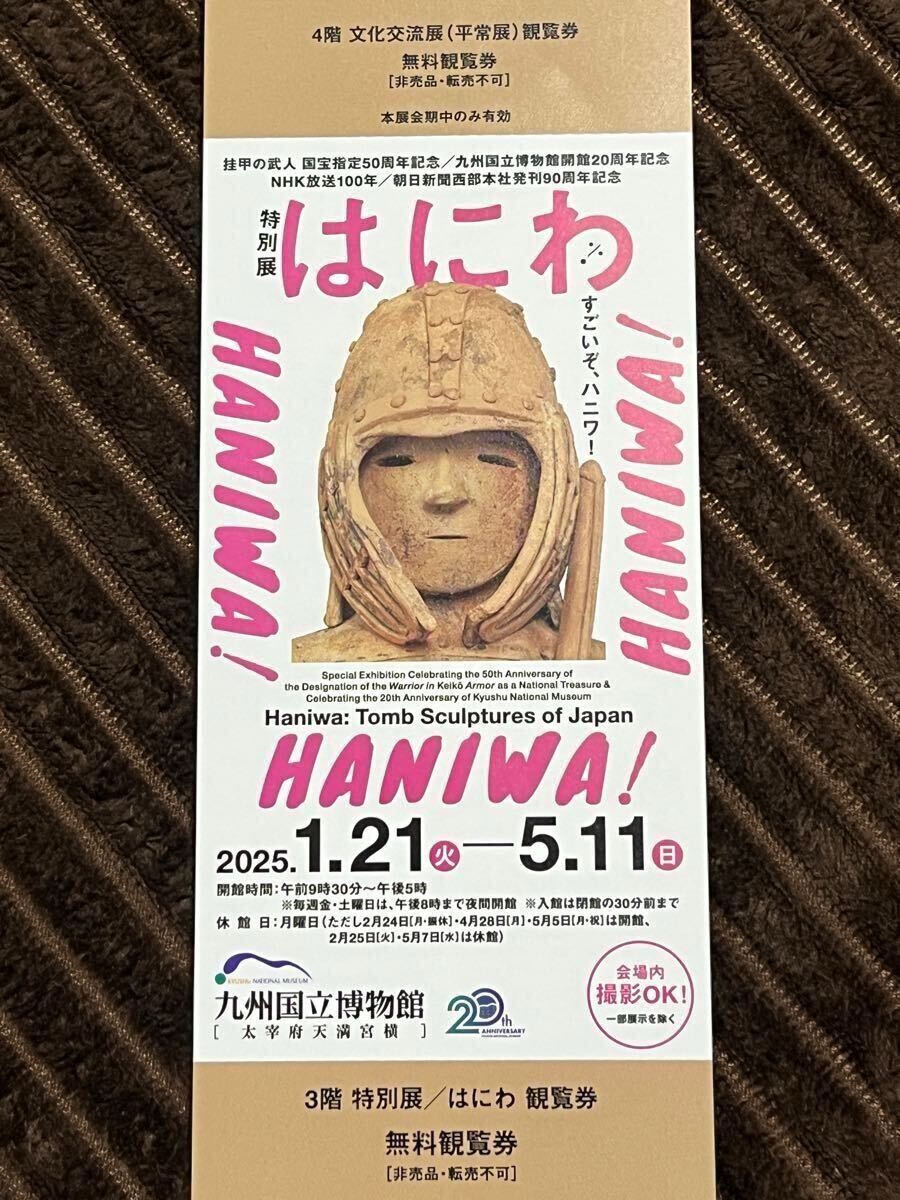 4階 文化交流展(平常展)観覧券
無料観覧券
[非売品・転売不可]
本展会期中のみ有効
挂甲の武人 国宝指定50周年記念／九州国立博物館開館20周年記念
NHK放送100年／朝日新聞西部本社発刊90周年記念
特別展
はにわ
すごいぞ、ハニワ!
HANIWA!
HANIWA!
Special Exhibition Celebrating the 50th Anniversary of
the Designation of the Warrior in Keikō Armor as a National Treasure &
Celebrating the 20th Anniversary of Kyushu National Museum
Haniwa: Tomb Sculptures of Japan
HANIWA!
2025.1.21火—5.11日
開館時間:午前9時30分〜午後5時
※毎週金・土曜日は、午後8時まで夜間開館 ※入館は閉館の30分前まで
休館日:月曜日(ただし2月24日[月・振休]・4月28日[月]・5月5日[月・祝]は開館、
2月25日[火]・5月7日[水]は休館)
KYUSHU NATIONAL MUSEUM
九州国立博物館
[太宰府天満宮横]
20th
ANNIVERSARY
会場内
撮影OK!
一部展示を除く
3階 特別展／はにわ 観覧券
無料観覧券
[非売品・転売不可]